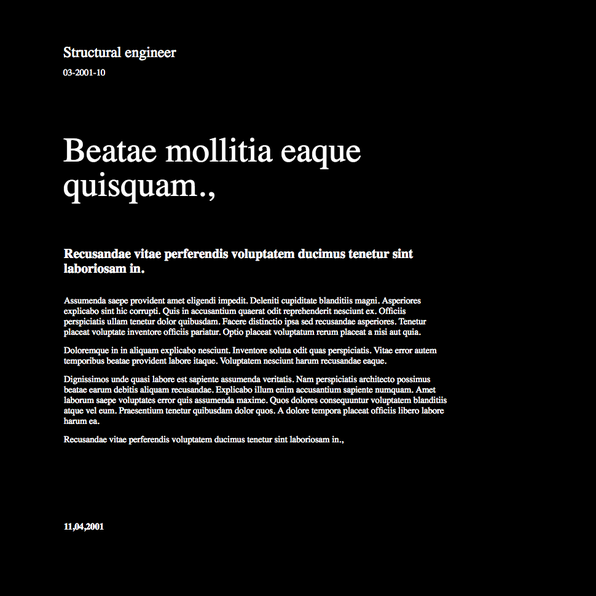 Structural engineer
03-2001-10
Beatae mollitia eaque
quisquam.,
Recusandae vitae perferendis voluptatem ducimus tenetur sint
laboriosam in.
Assumenda saepe provident amet eligendi impedit. Deleniti cupiditate blanditiis magni. Asperiores
explicabo sint hic corrupti. Quis in accusantium quaerat odit reprehenderit nesciunt ex. Officiis
perspiciatis ullam tenetur dolor quibusdam. Facere distinctio ipsa sed recusandae asperiores. Tenetur
placeat voluptate inventore officiis pariatur. Optio placeat voluptatum rerum placeat a nisi aut quia.
Doloremque in in aliquam explicabo nesciunt. Inventore soluta odit quas perspiciatis. Vitae error autem
temporibus beatae provident labore itaque. Voluptatem nesciunt harum recusandae eaque.
Dignissimos unde quasi labore est sapiente assumenda veritatis. Nam perspiciatis architecto possimus
beatae earum debitis aliquam recusandae. Explicabo illum enim accusantium sapiente numquam. Amet
laborum saepe voluptates error quis assumenda maxime. Quos dolores consequuntur voluptatem blanditiis
atque vel eum. Praesentium tenetur quibusdam dolor quos. A dolore tempora placeat officiis libero labore
harum ea.
Recusandae vitae perferendis voluptatem ducimus tenetur sint laboriosam in.,
11,04,2001